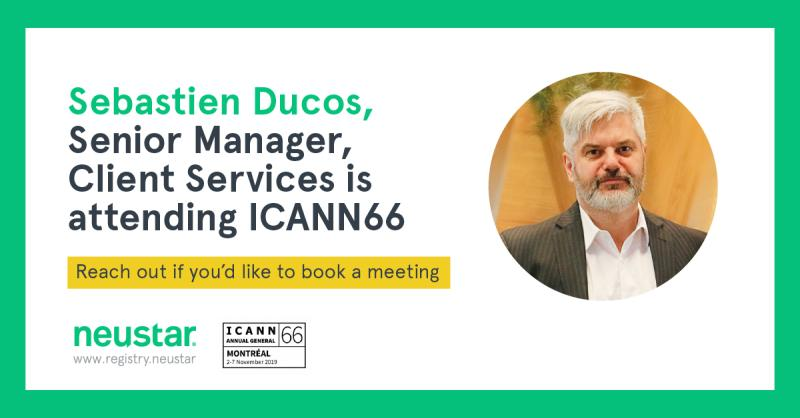 Sebastien Ducos,
Senior Manager,
Client Services is
attending ICANN66
Reach out if you'd like to book a meeting
neustar.
www.registry.neustar
ICANN
ANNUAL GENERAL
66
MONTRÉAL
2-7 November 2019